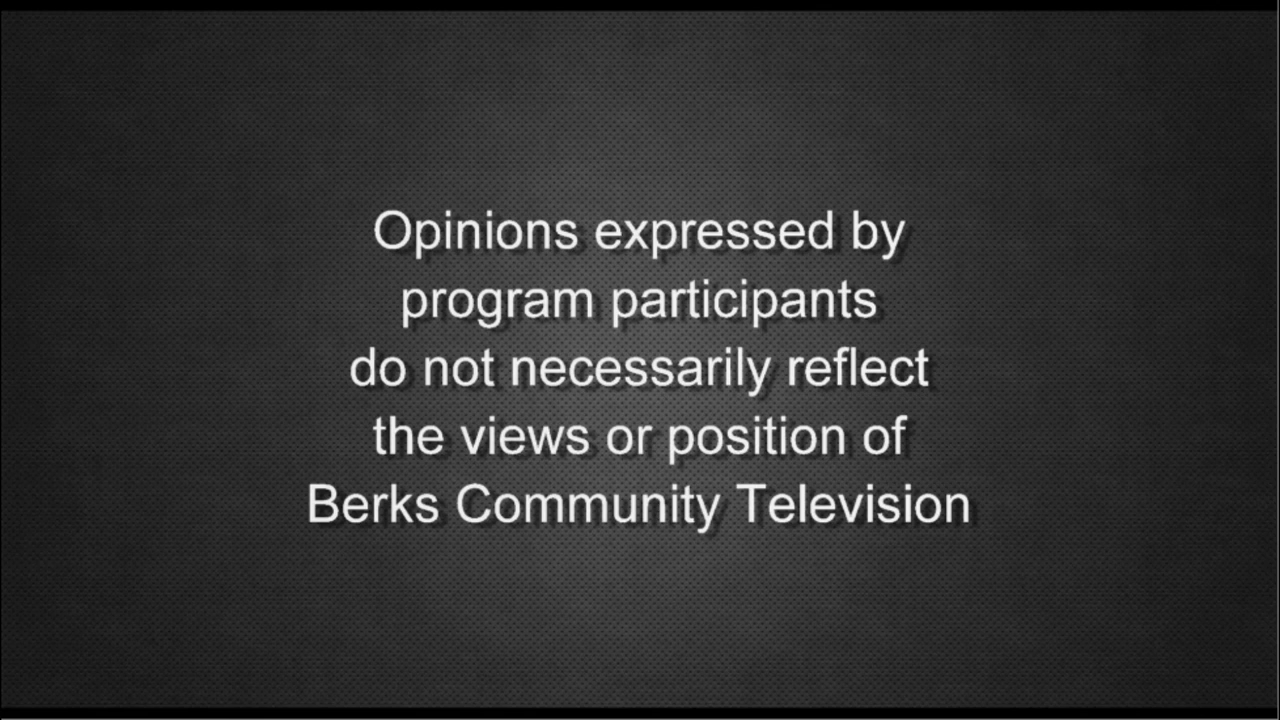 Opinions expressed by
program participants
do not necessarily reflect
the views or position of
Berks Community Television